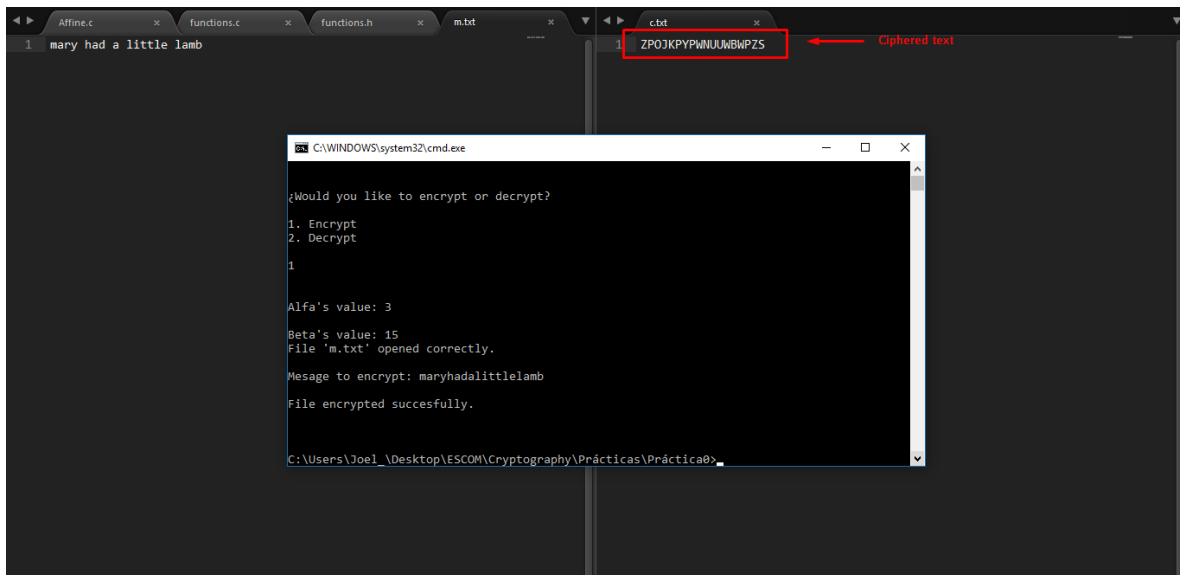 Affine.c × functions.c × functions.h × m.txt × c.txt ×
1 mary had a little lamb
1 ZPOJKPYPWNUUWBWPZS Ciphered text
C:\WINDOWS\system32\cmd.exe
¿Would you like to encrypt or decrypt?
1. Encrypt
2. Decrypt
1
Alfa's value: 3
Beta's value: 15
File 'm.txt' opened correctly.
Mesage to encrypt: maryhadalittlelamb
File encrypted succesfully.
C:\Users\Joel_\Desktop\ESCOM\Cryptography\Prácticas\Práctica0>_